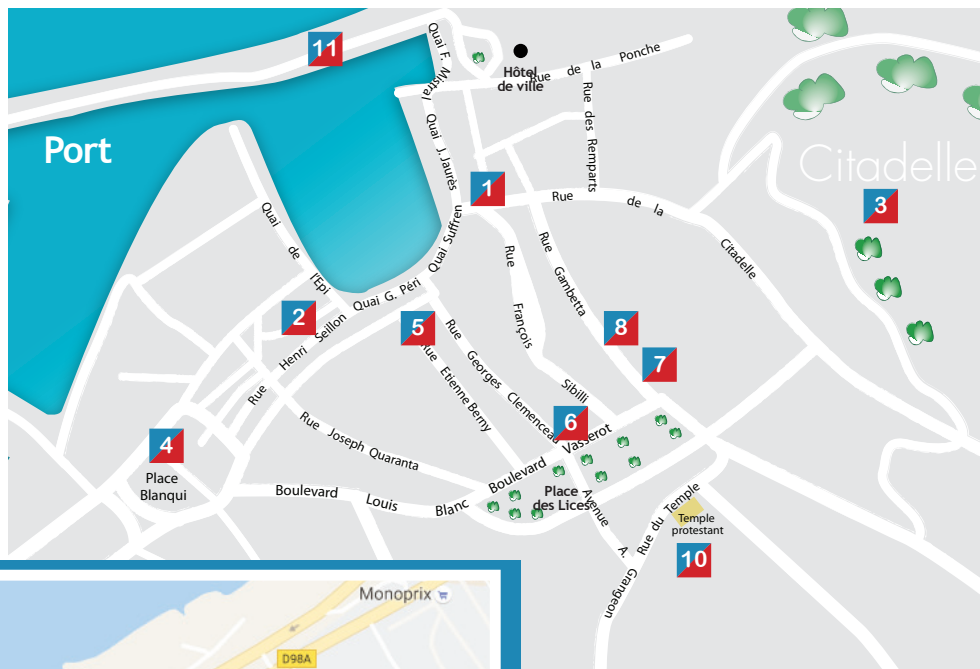 11
Quai F. Mistral
Hôtel
de ville
Rue de la Ponche
Port
Quai J. Jaurès
Rue des Remparts
Citadelle
1
3
Rue de la Citadelle
Quai de l'Epi
Quai Suffren
Rue Gambetta
Rue François Sibilli
Quai G. Péri
2
5
8
7
Rue Henri Seillon
Rue Georges Clemenceau
Rue Etienne Berny
6
Rue Joseph Quaranta
Boulevard Vasserot
4
Place
Blanqui
Boulevard Louis Blanc
Place
des Lices
Avenue A. Grangeon
Rue du Temple
Temple
protestant
10
Monoprix
D98A